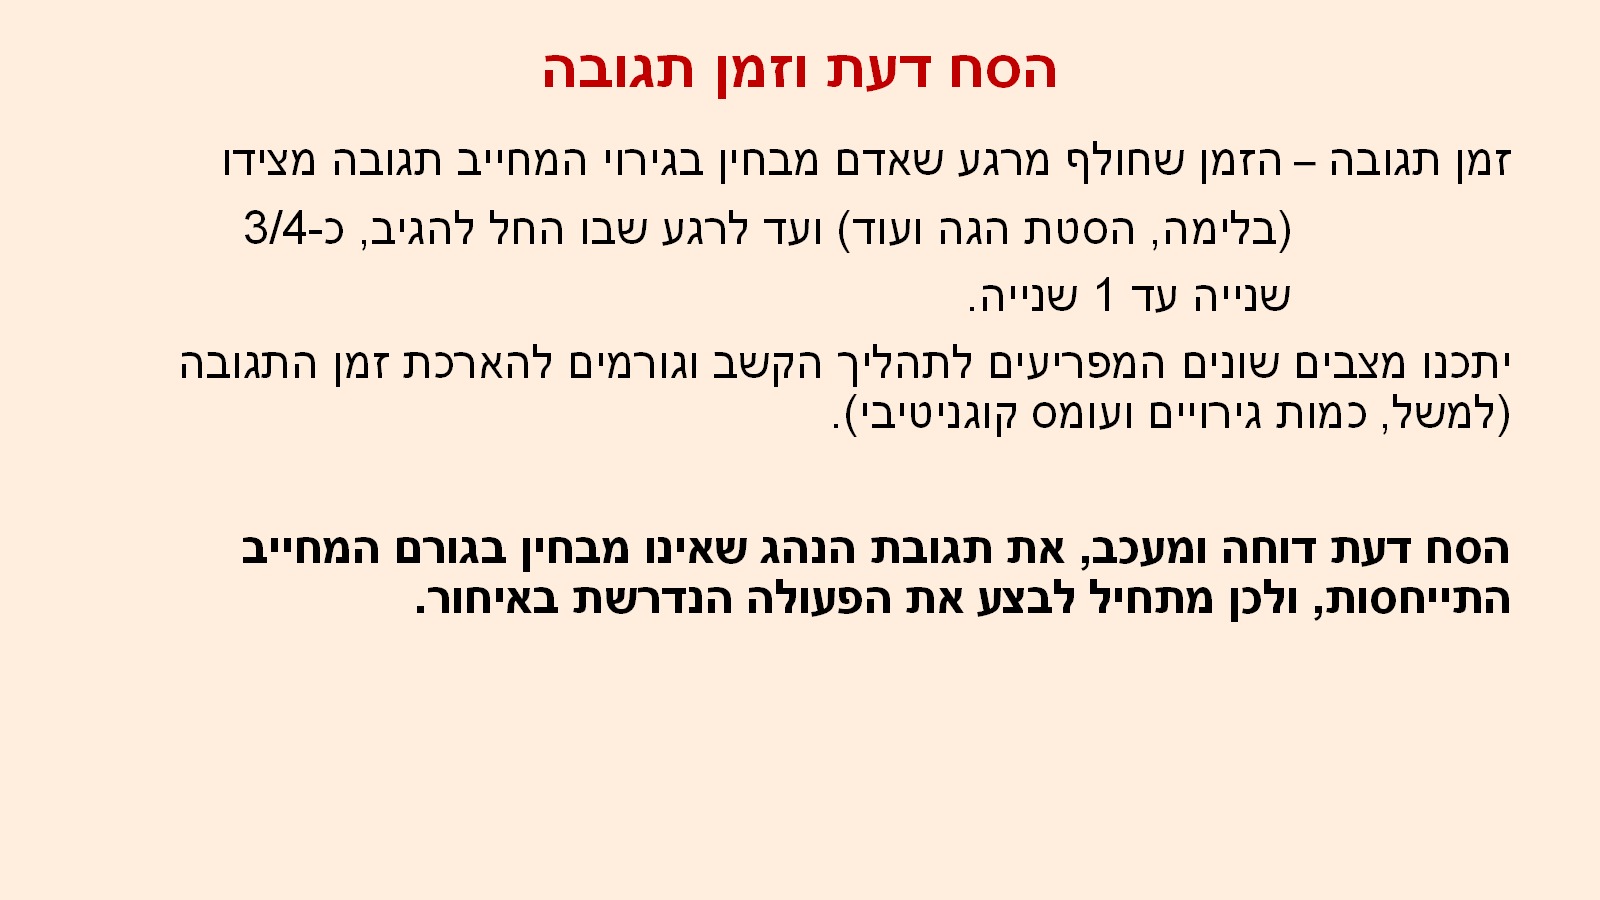 הסח דעת וזמן תגובה
זמן תגובה – הזמן שחולף מרגע שאדם מבחין בגירוי המחייב תגובה מצידו
(בלימה, הסטת הגה ועוד) ועד לרגע שבו החל להגיב, כ-3/4
שנייה עד 1 שנייה.
יתכנו מצבים שונים המפריעים לתהליך הקשב וגורמים להארכת זמן התגובה
(למשל, כמות גירויים ועומס קוגניטיבי).
הסח דעת דוחה ומעכב, את תגובת הנהג שאינו מבחין בגורם המחייב
התייחסות, ולכן מתחיל לבצע את הפעולה הנדרשת באיחור.